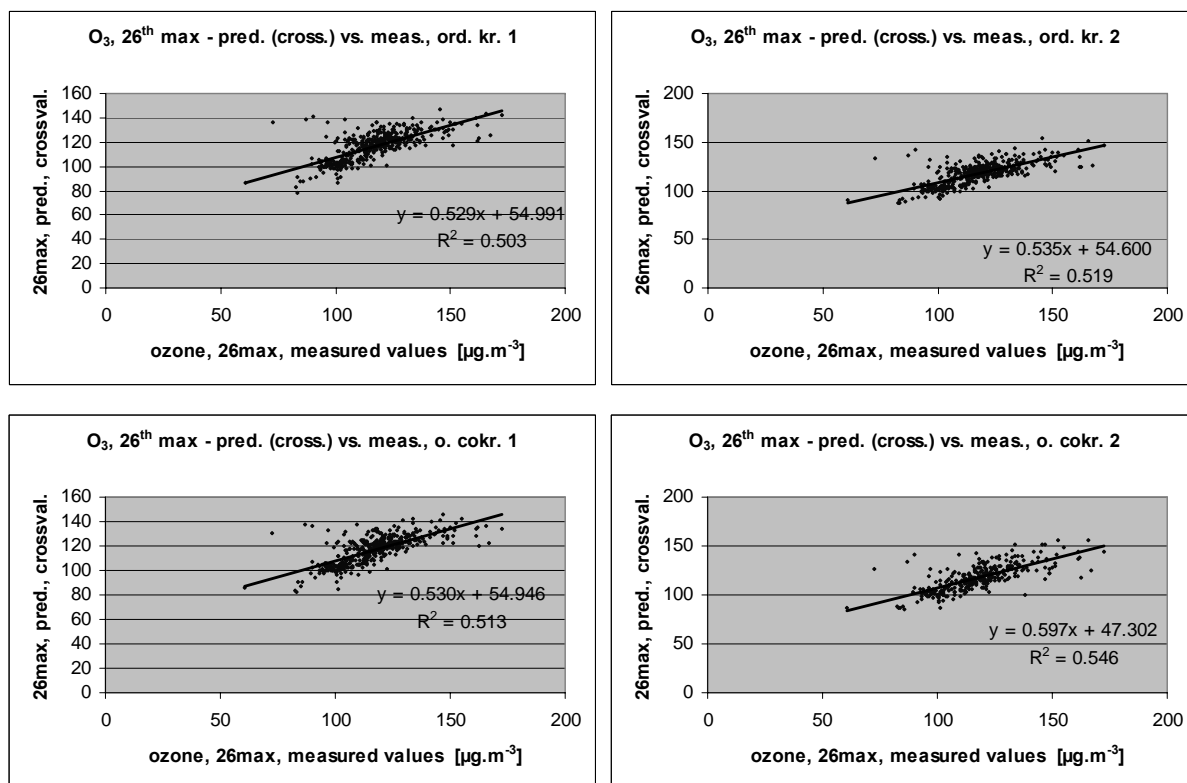 O₃, 26ᵗʰ max - pred. (cross.) vs. meas., ord. kr. 1
26max, pred., crossval.
160
140
120
100
80
60
40
20
0
y = 0.529x + 54.991
R² = 0.503
0 50 100 150 200
ozone, 26max, measured values [µg.m⁻³]
O₃, 26ᵗʰ max - pred. (cross.) vs. meas., ord. kr. 2
26max, pred., crossval.
200
150
100
50
0
y = 0.535x + 54.600
R² = 0.519
0 50 100 150 200
ozone, 26max, measured values [µg.m⁻³]
O₃, 26ᵗʰ max - pred. (cross.) vs. meas., o. cokr. 1
26max, pred., crossval.
160
140
120
100
80
60
40
20
0
y = 0.530x + 54.946
R² = 0.513
0 50 100 150 200
ozone, 26max, measured values [µg.m⁻³]
O₃, 26ᵗʰ max - pred. (cross.) vs. meas., o. cokr. 2
26max, pred., crossval.
200
150
100
50
0
y = 0.597x + 47.302
R² = 0.546
0 50 100 150 200
ozone, 26max, measured values [µg.m⁻³]